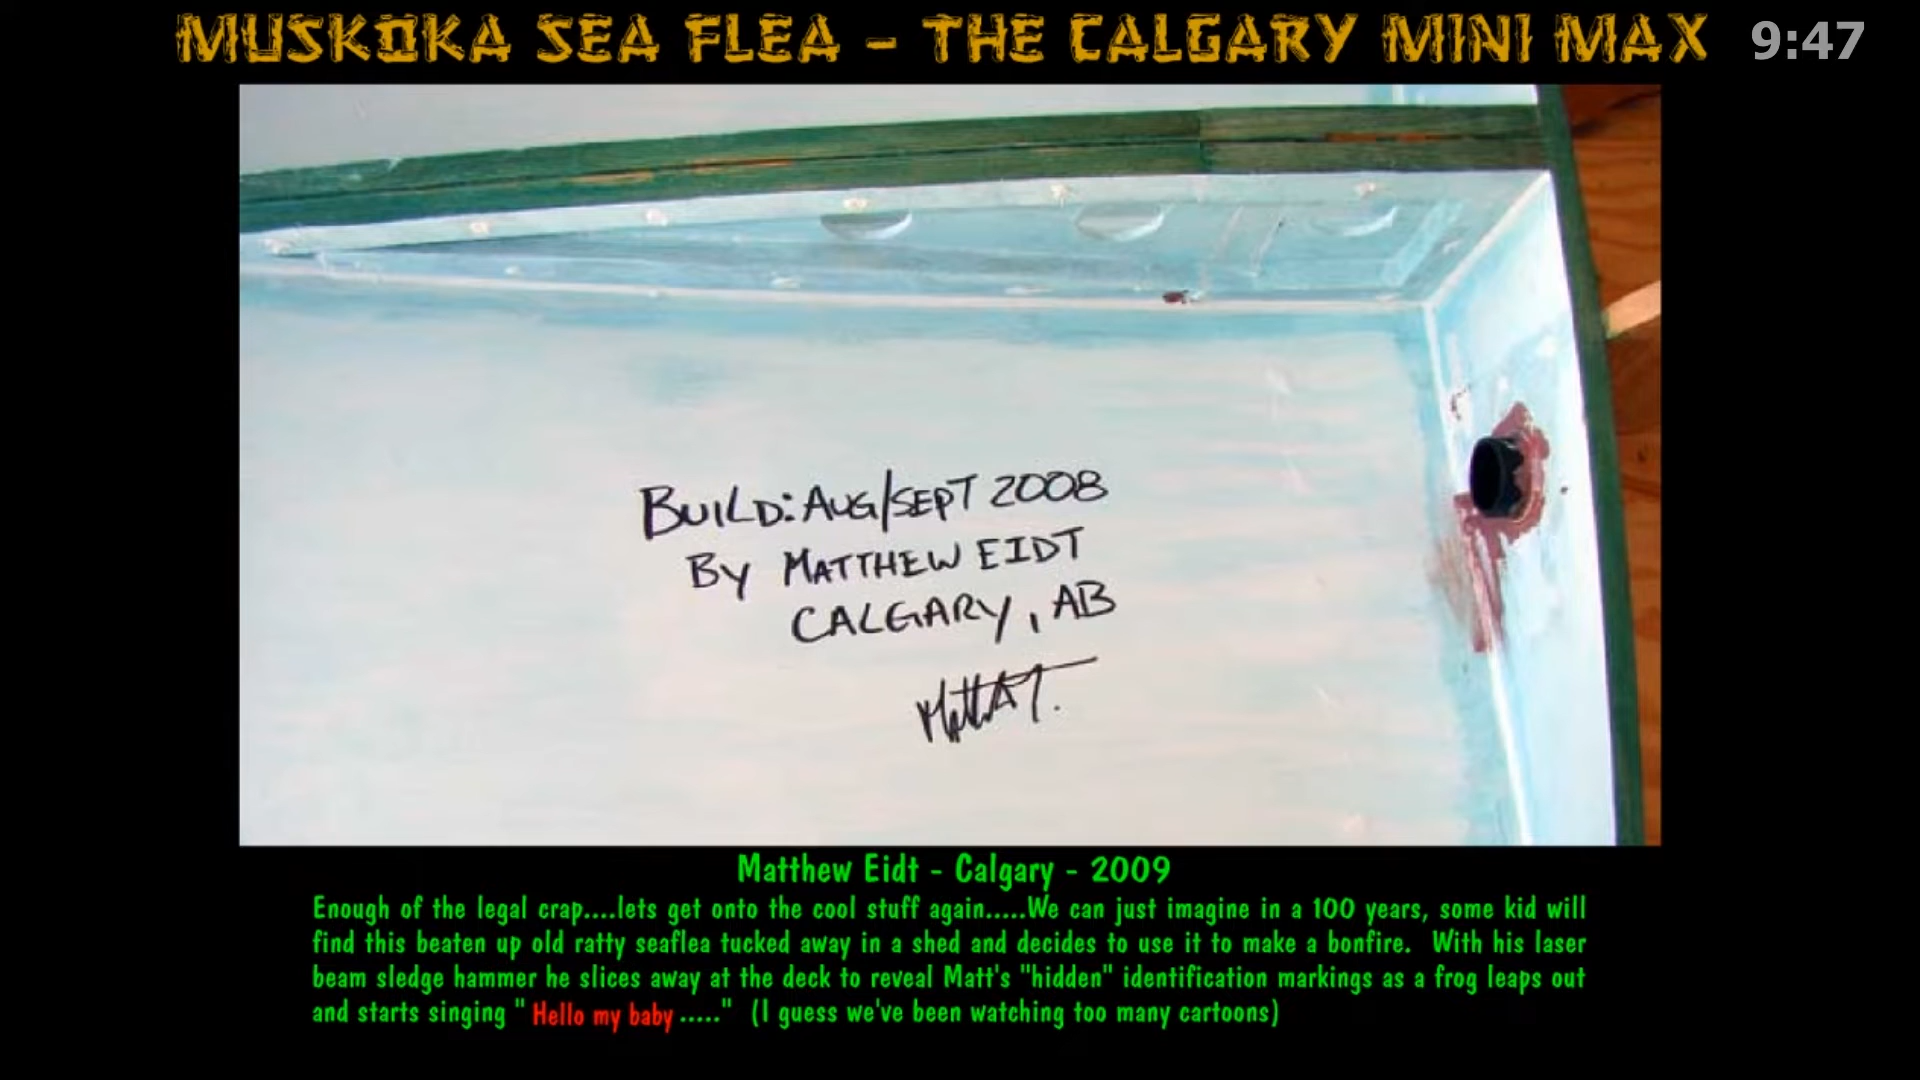 MUSKOKA SEA FLEA - THE CALGARY MINI MAX
9:47
BUILD: AUG/SEPT 2008
BY MATTHEW EIDT
CALGARY, AB
Matthew Eidt - Calgary - 2009
Enough of the legal crap....lets get onto the cool stuff again.....We can just imagine in a 100 years, some kid will
find this beaten up old ratty seaflea tucked away in a shed and decides to use it to make a bonfire. With his laser
beam sledge hammer he slices away at the deck to reveal Matt's "hidden" identification markings as a frog leaps out
and starts singing " Hello my baby ....." (I guess we've been watching too many cartoons)